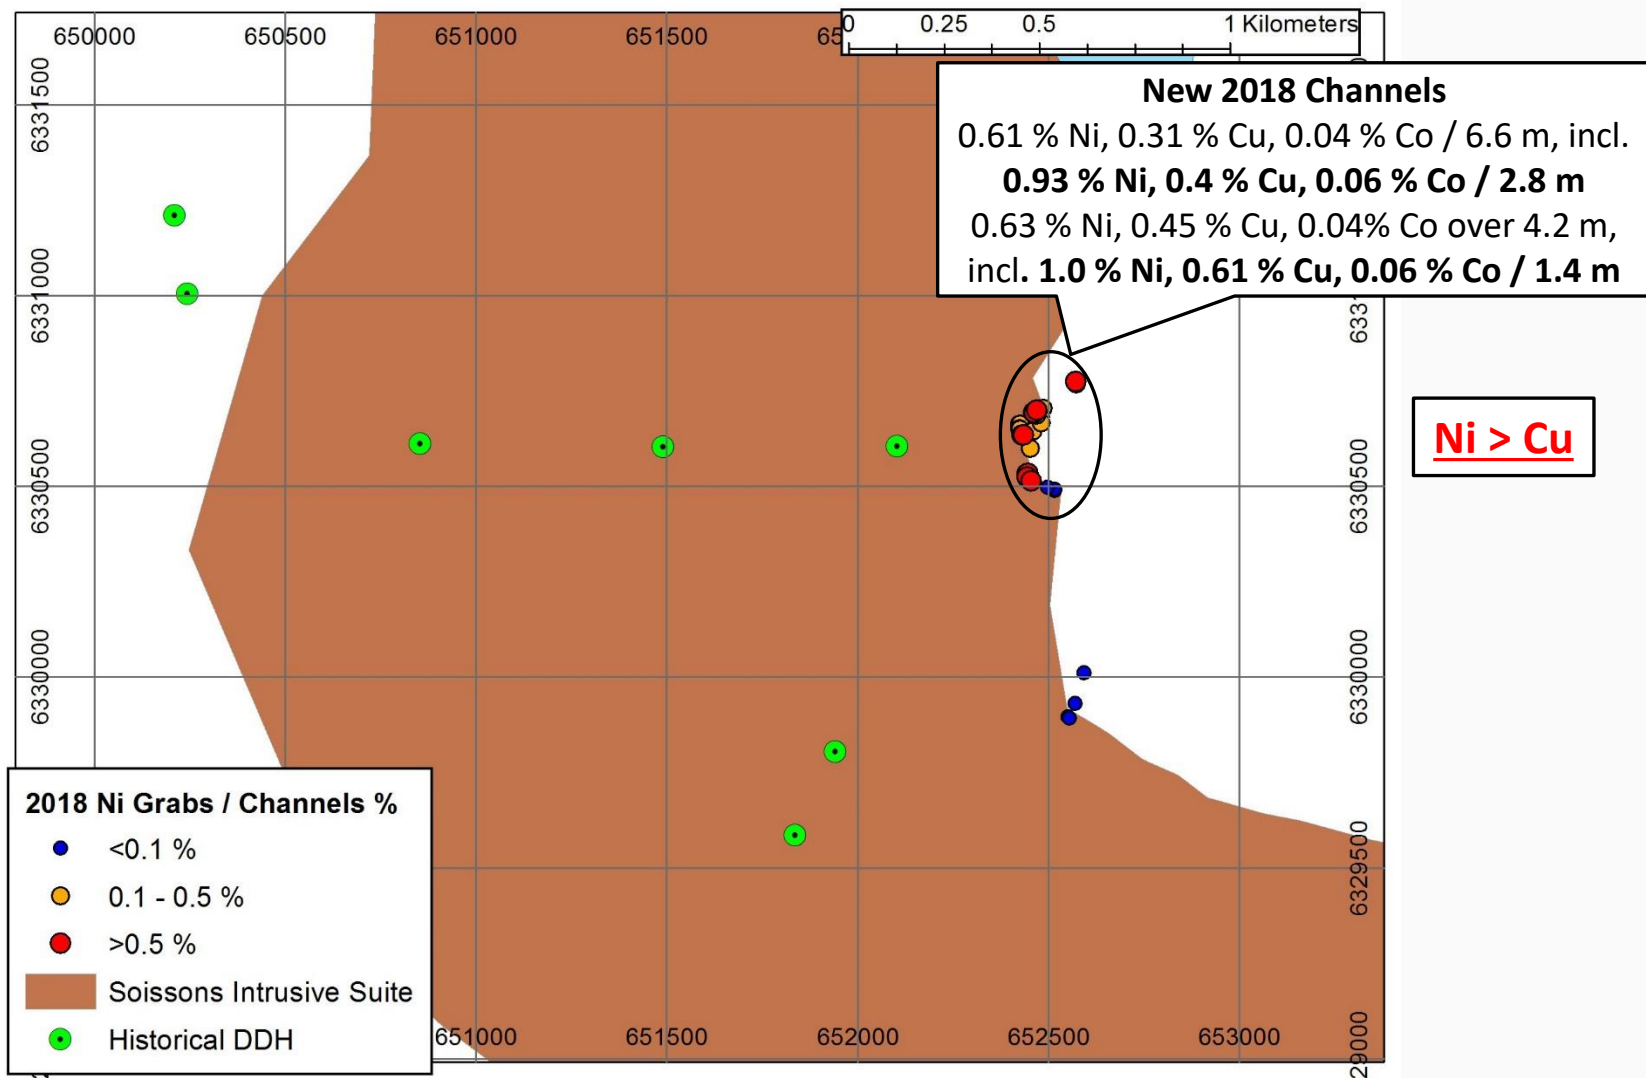 650000 650500 651000 651500 65
0 0.25 0.5 1 Kilometers
New 2018 Channels
0.61 % Ni, 0.31 % Cu, 0.04 % Co / 6.6 m, incl.
0.93 % Ni, 0.4 % Cu, 0.06 % Co / 2.8 m
0.63 % Ni, 0.45 % Cu, 0.04% Co over 4.2 m,
incl. 1.0 % Ni, 0.61 % Cu, 0.06 % Co / 1.4 m
6331500
6331000
6331
6330500
6330500
6330000
6330000
6329500
29000
Ni > Cu
2018 Ni Grabs / Channels %
<0.1 %
0.1 - 0.5 %
>0.5 %
Soissons Intrusive Suite
Historical DDH
651000 651500 652000 652500 653000